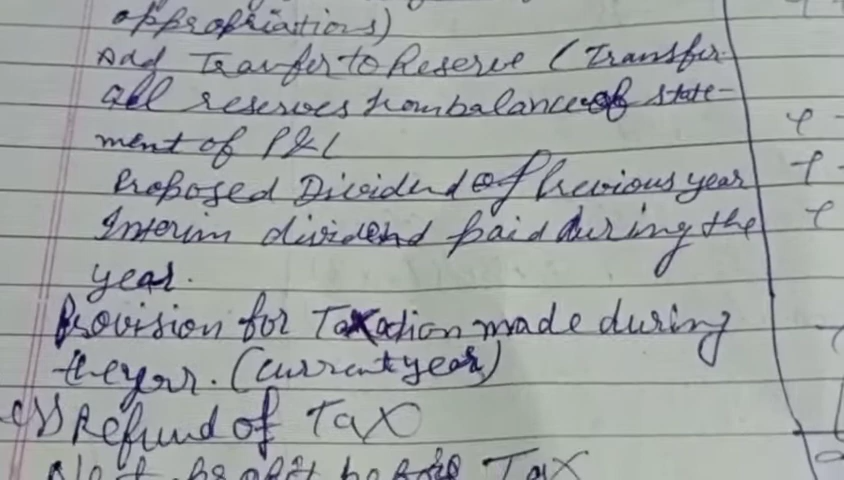 appropriations)
Add Tranfer to Reserve (Transfer
all reserves from balance of state-
ment of P&L
Proposed Dividend of Previous year
Interim dividend paid during the
year.
Provision for Taxation made during
the year. (current year)
Refund of Tax
Net profit before Tax